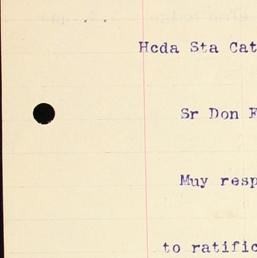 Hcda Sta Cat
Sr Don
Muy resp
to ratific